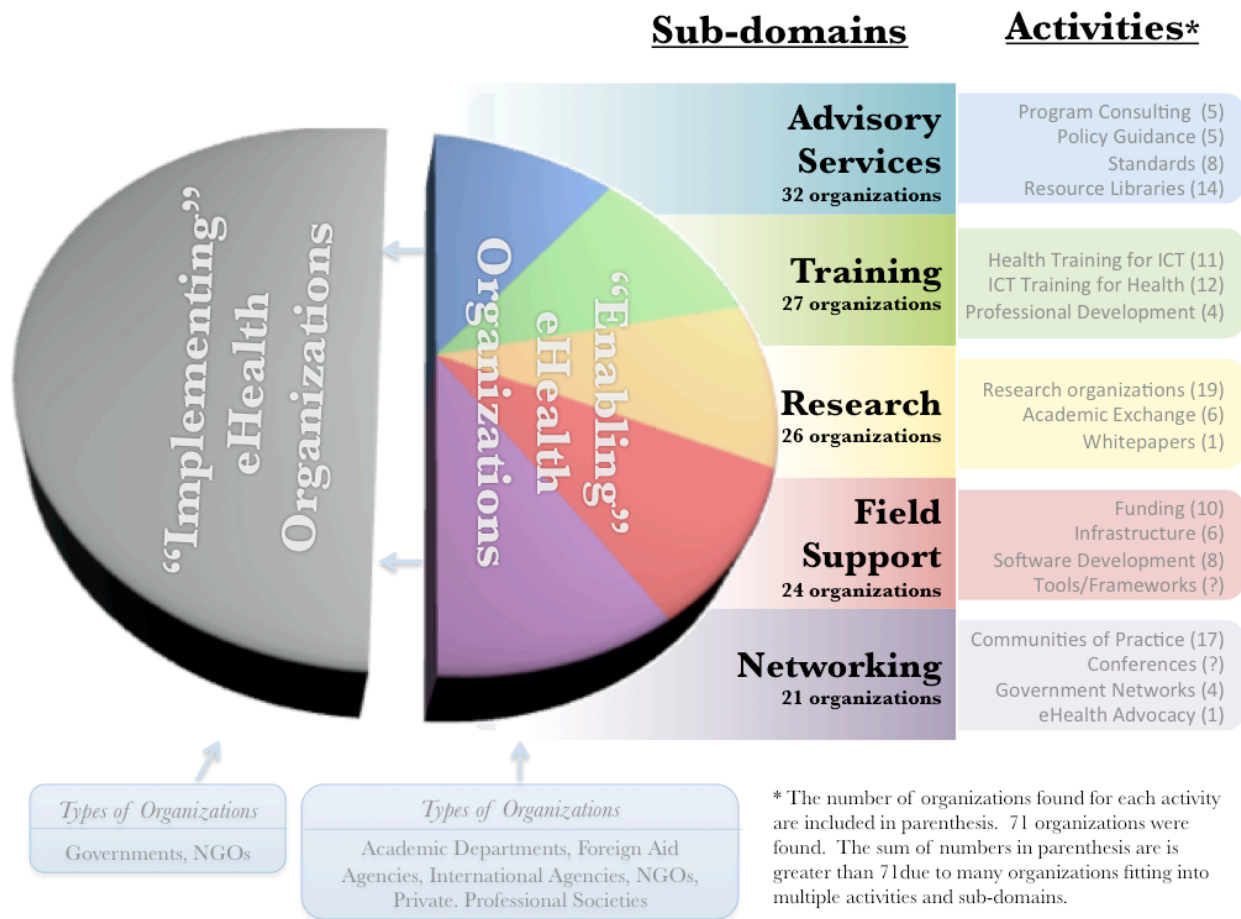 Sub-domains
Activities*
Advisory
Services
32 organizations
Program Consulting (5)
Policy Guidance (5)
Standards (8)
Resource Libraries (14)
Training
27 organizations
Health Training for ICT (11)
ICT Training for Health (12)
Professional Development (4)
Research
26 organizations
Research organizations (19)
Academic Exchange (6)
Whitepapers (1)
Field
Support
24 organizations
Funding (10)
Infrastructure (6)
Software Development (8)
Tools/Frameworks (?)
Networking
21 organizations
Communities of Practice (17)
Conferences (?)
Government Networks (4)
eHealth Advocacy (1)
“Implementing”
eHealth
Organizations
“Enabling”
eHealth
Organizations
Types of Organizations
Governments, NGOs
Types of Organizations
Academic Departments, Foreign Aid
Agencies, International Agencies, NGOs,
Private. Professional Societies
* The number of organizations found for each activity
are included in parenthesis. 71 organizations were
found. The sum of numbers in parenthesis are is
greater than 71due to many organizations fitting into
multiple activities and sub-domains.